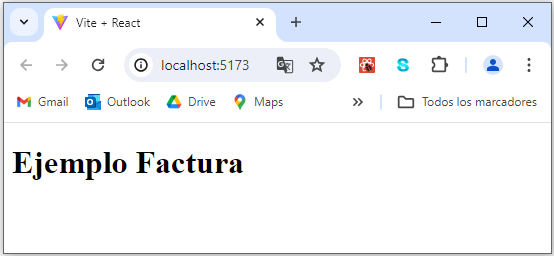 Vite + React
localhost:5173
Gmail Outlook Drive Maps » Todos los marcadores
Ejemplo Factura